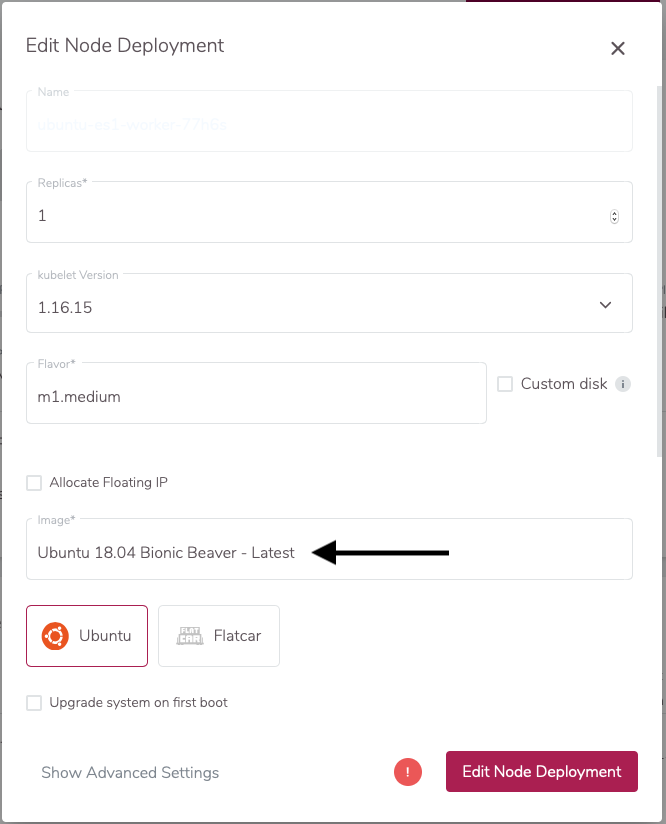 Edit Node Deployment
Name
ubuntu-es1-worker-77h6s
Replicas*
1
kubelet Version
1.16.15
Flavor*
m1.medium
Custom disk
i
Allocate Floating IP
Image*
Ubuntu 18.04 Bionic Beaver - Latest
Ubuntu
FLAT CAR
Flatcar
Upgrade system on first boot
Show Advanced Settings
!
Edit Node Deployment